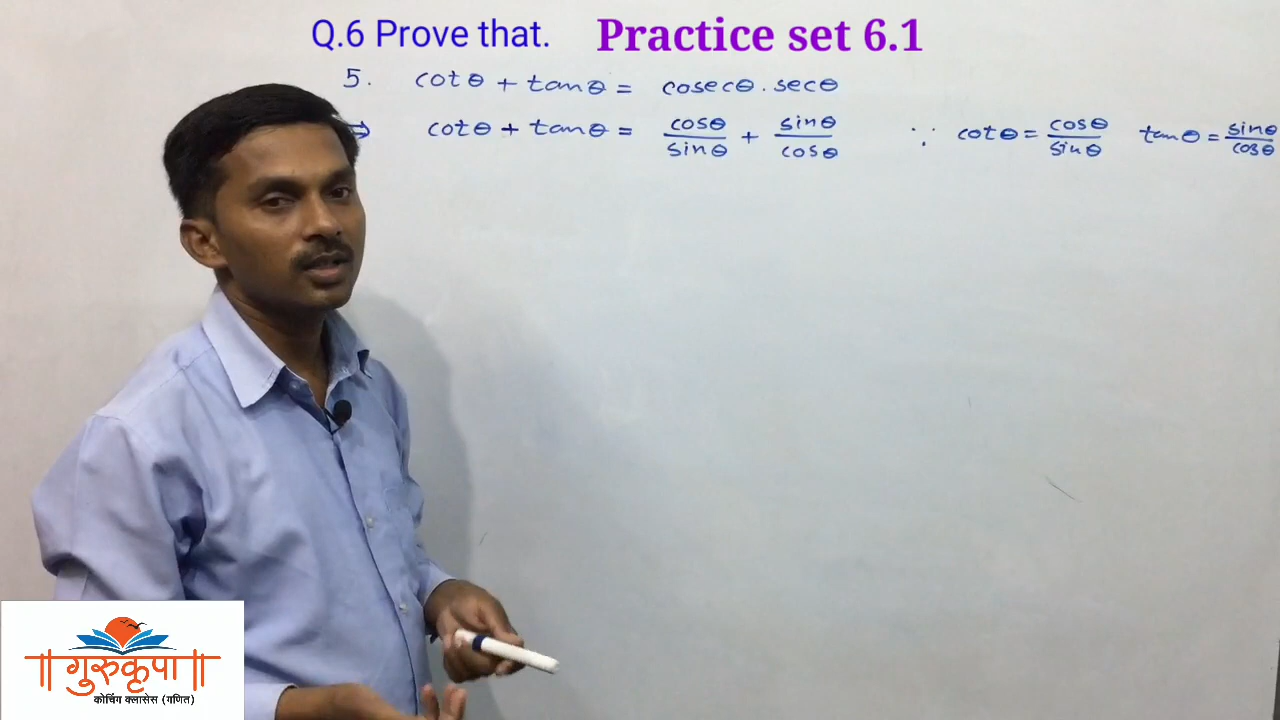 Q.6 Prove that. Practice set 6.1
5. cotθ + tanθ = cosecθ . secθ
⇒ cotθ + tanθ = cosθ/sinθ + sinθ/cosθ ∵ cotθ = cosθ/sinθ tanθ = sinθ/cosθ
॥गुरुकृपा॥
कोचिंग क्लासेस (गणित)